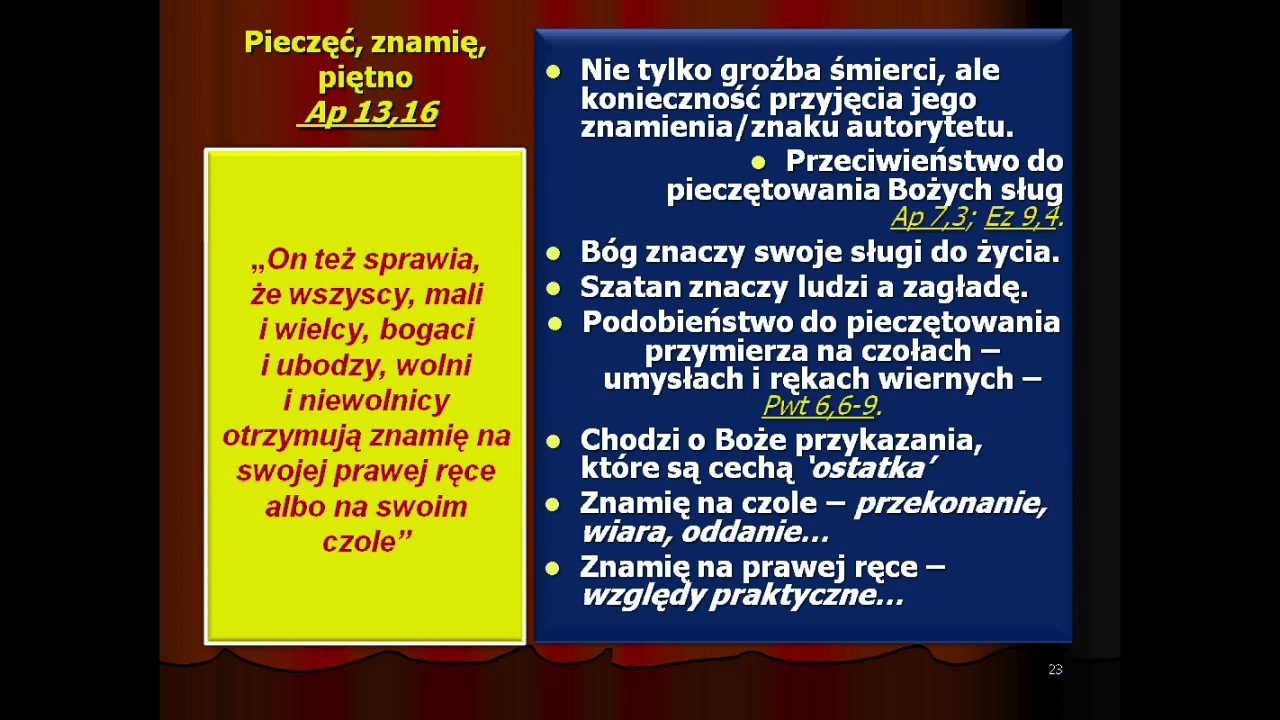 Pieczęć, znamię,
piętno
Ap 13,16
„On też sprawia,
że wszyscy, mali
i wielcy, bogaci
i ubodzy, wolni
i niewolnicy
otrzymują znamię na
swojej prawej ręce
albo na swoim
czole”
• Nie tylko groźba śmierci, ale
konieczność przyjęcia jego
znamienia/znaku autorytetu.
• Przeciwieństwo do
pieczętowania Bożych sług
Ap 7,3; Ez 9,4.
• Bóg znaczy swoje sługi do życia.
• Szatan znaczy ludzi a zagładę.
• Podobieństwo do pieczętowania
przymierza na czołach –
umysłach i rękach wiernych –
Pwt 6,6-9.
• Chodzi o Boże przykazania,
które są cechą ‘ostatka’
• Znamię na czole – przekonanie,
wiara, oddanie…
• Znamię na prawej ręce –
względy praktyczne…
23